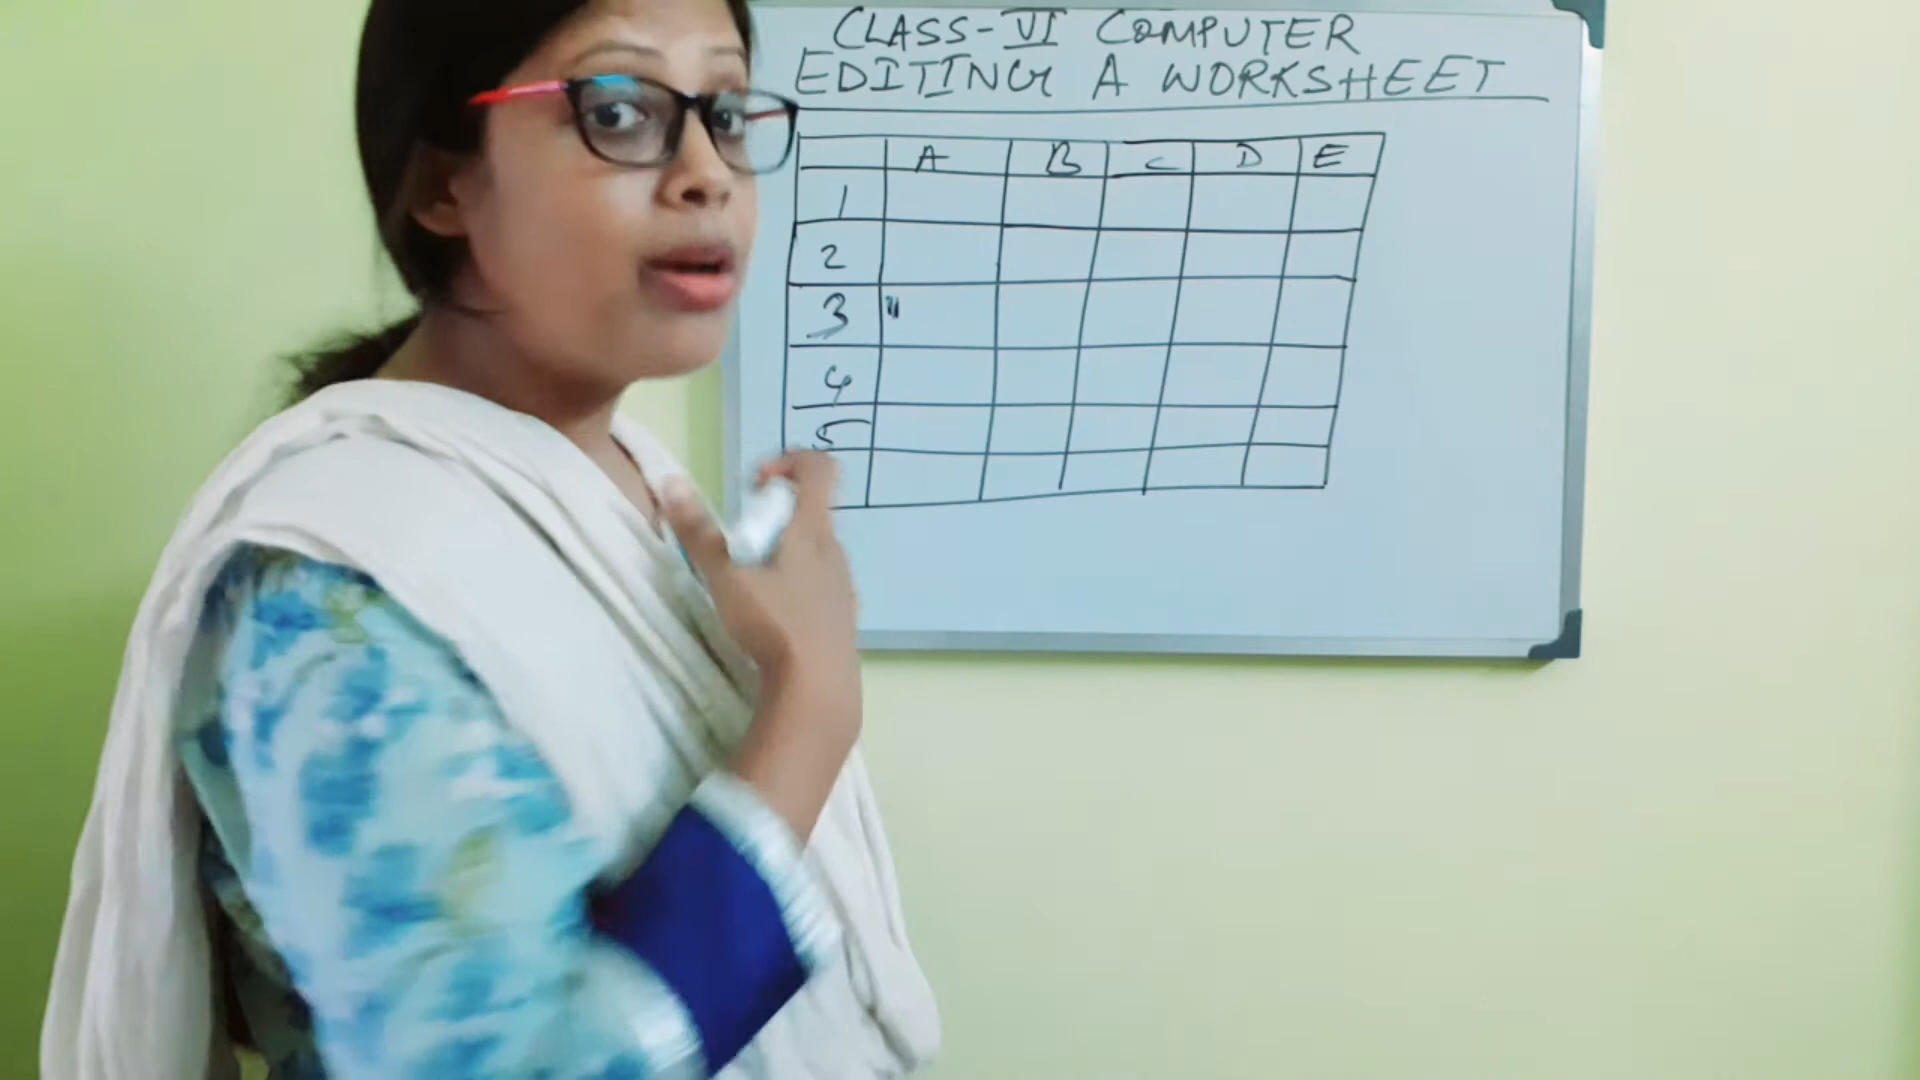 CLASS-VI COMPUTER
EDITING A WORKSHEET
A B C D E
1
2
3 "
4
5